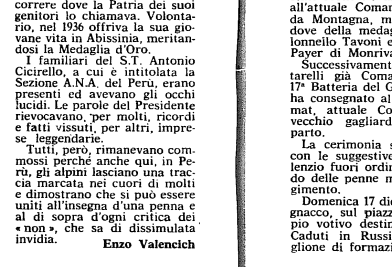 correre dove la Patria dei suoi
genitori lo chiamava. Volonta-
rio, nel 1936 offriva la sua gio-
vane vita in Abissinia, meritan-
dosi la Medaglia d'Oro.
I familiari del S.T. Antonio
Cicirello, a cui è intitolata la
Sezione A.N.A. del Perù, erano
presenti ed avevano gli occhi
lucidi. Le parole del Presidente
rievocavano, per molti, ricordi
e fatti vissuti, per altri, impre-
se leggendarie.
Tutti, però, rimanevano com-
mossi perché anche qui, in Pe-
rù, gli alpini lasciano una trac-
cia marcata nei cuori di molti
e dimostrano che si può essere
uniti all'insegna d'una penna e
al di sopra d'ogni critica dei
« non », che sa di dissimulata
invidia.
Enzo Valencich
all'attuale Coman
da Montagna, m
dove della medag
lionnello Tavoni e
Payer di Monriva
Successivament
tarelli già Coma
17ª Batteria del G
ha consegnato al
mat, attuale Co
vecchio gagliard
parto.
La cerimonia s
con le suggestive
lenzio fuori ordin
do delle penne m
gimento.
Domenica 17 die
gnacco, sul piazz
pio votivo destin
Caduti in Russi
glione di formazi